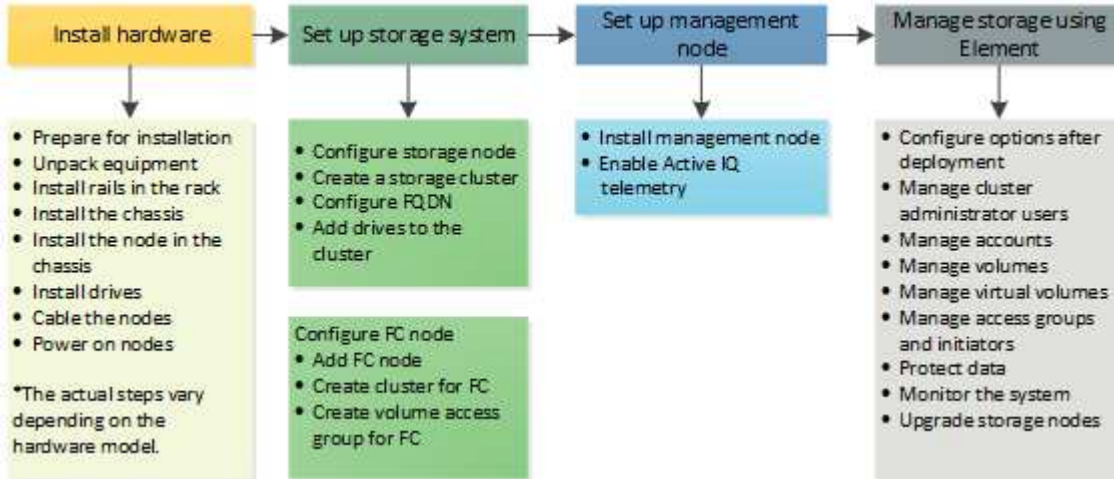 Install hardware
Set up storage system
Set up management
node
Manage storage using
Element
• Prepare for installation
• Unpack equipment
• Install rails in the rack
• Install the chassis
• Install the node in the
chassis
• Install drives
• Cable the nodes
• Power on nodes
*The actual steps vary
depending on the
hardware model.
• Configure storage node
• Create a storage cluster
• Configure FQDN
• Add drives to the
cluster
Configure FC node
• Add FC node
• Create cluster for FC
• Create volume access
group for FC
• Install management node
• Enable Active IQ
telemetry
• Configure options after
deployment
• Manage cluster
administrator users
• Manage accounts
• Manage volumes
• Manage virtual volumes
• Manage access groups
and initiators
• Protect data
• Monitor the system
• Upgrade storage nodes